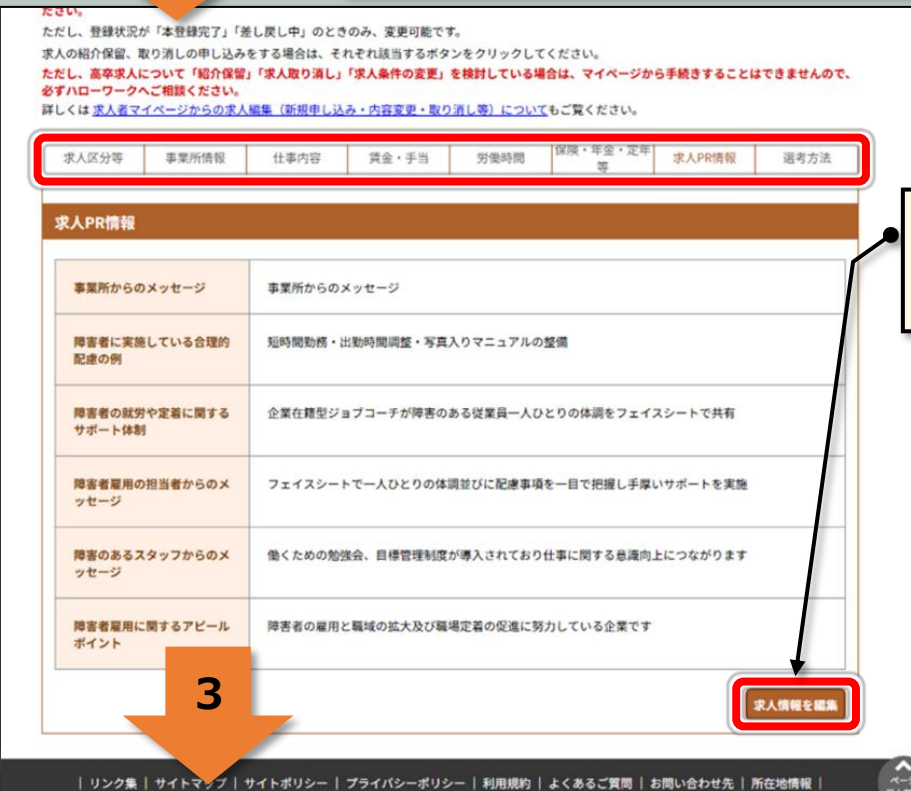 ださい。
ただし、登録状況が「本登録完了」「差し戻し中」のときのみ、変更可能です。
求人の紹介保留、取り消しの申し込みをする場合は、それぞれ該当するボタンをクリックしてください。
ただし、高卒求人について「紹介保留」「求人取り消し」「求人条件の変更」を検討している場合は、マイページから手続きすることはできませんので、
必ずハローワークへご相談ください。
詳しくは 求人者マイページからの求人編集（新規申し込み・内容変更・取り消し等）についてもご覧ください。
求人区分等 事業所情報 仕事内容 賃金・手当 労働時間 保険・年金・定年等 求人PR情報 選考方法
求人PR情報
事業所からのメッセージ 事業所からのメッセージ
障害者に実施している合理的 短時間勤務・出勤時間調整・写真入りマニュアルの整備
配慮の例
障害者の就労や定着に関する 企業在籍型ジョブコーチが障害のある従業員一人ひとりの体調をフェイスシートで共有
サポート体制
障害者雇用の担当者からのメ フェイスシートで一人ひとりの体調並びに配慮事項を一目で把握し手厚いサポートを実施
ッセージ
障害のあるスタッフからのメ 働くための勉強会、目標管理制度が導入されており仕事に関する意識向上につながります
ッセージ
障害者雇用に関するアピール 障害者の雇用と職域の拡大及び職場定着の促進に努力している企業です
ポイント
3
求人情報を編集
| リンク集 | サイトマップ | サイトポリシー | プライバシーポリシー | 利用規約 | よくあるご質問 | お問い合わせ先 | 所在地情報 |